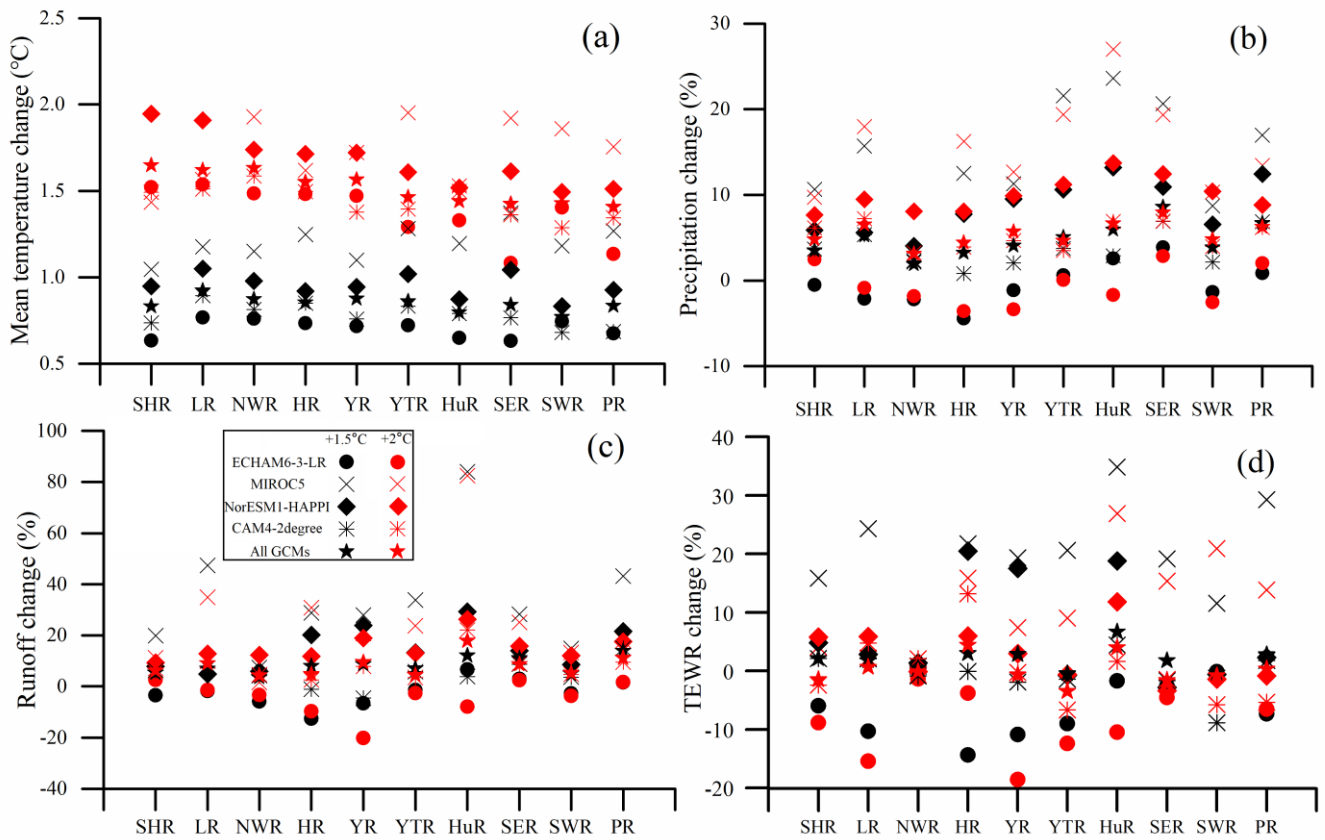 (a)
Mean temperature change (°C)
2.5
2.0
1.5
1.0
0.5
SHR LR NWR HR YR YTR HuR SER SWR PR
(b)
Precipitation change (%)
30
20
10
0
-10
SHR LR NWR HR YR YTR HuR SER SWR PR
(c)
Runoff change (%)
100
80
60
40
20
0
-20
-40
+1.5°C +2°C
ECHAM6-3-LR
MIROC5
NorESM1-HAPPI
CAM4-2degree
All GCMs
SHR LR NWR HR YR YTR HuR SER SWR PR
(d)
TEWR change (%)
40
30
20
10
0
-10
-20
SHR LR NWR HR YR YTR HuR SER SWR PR